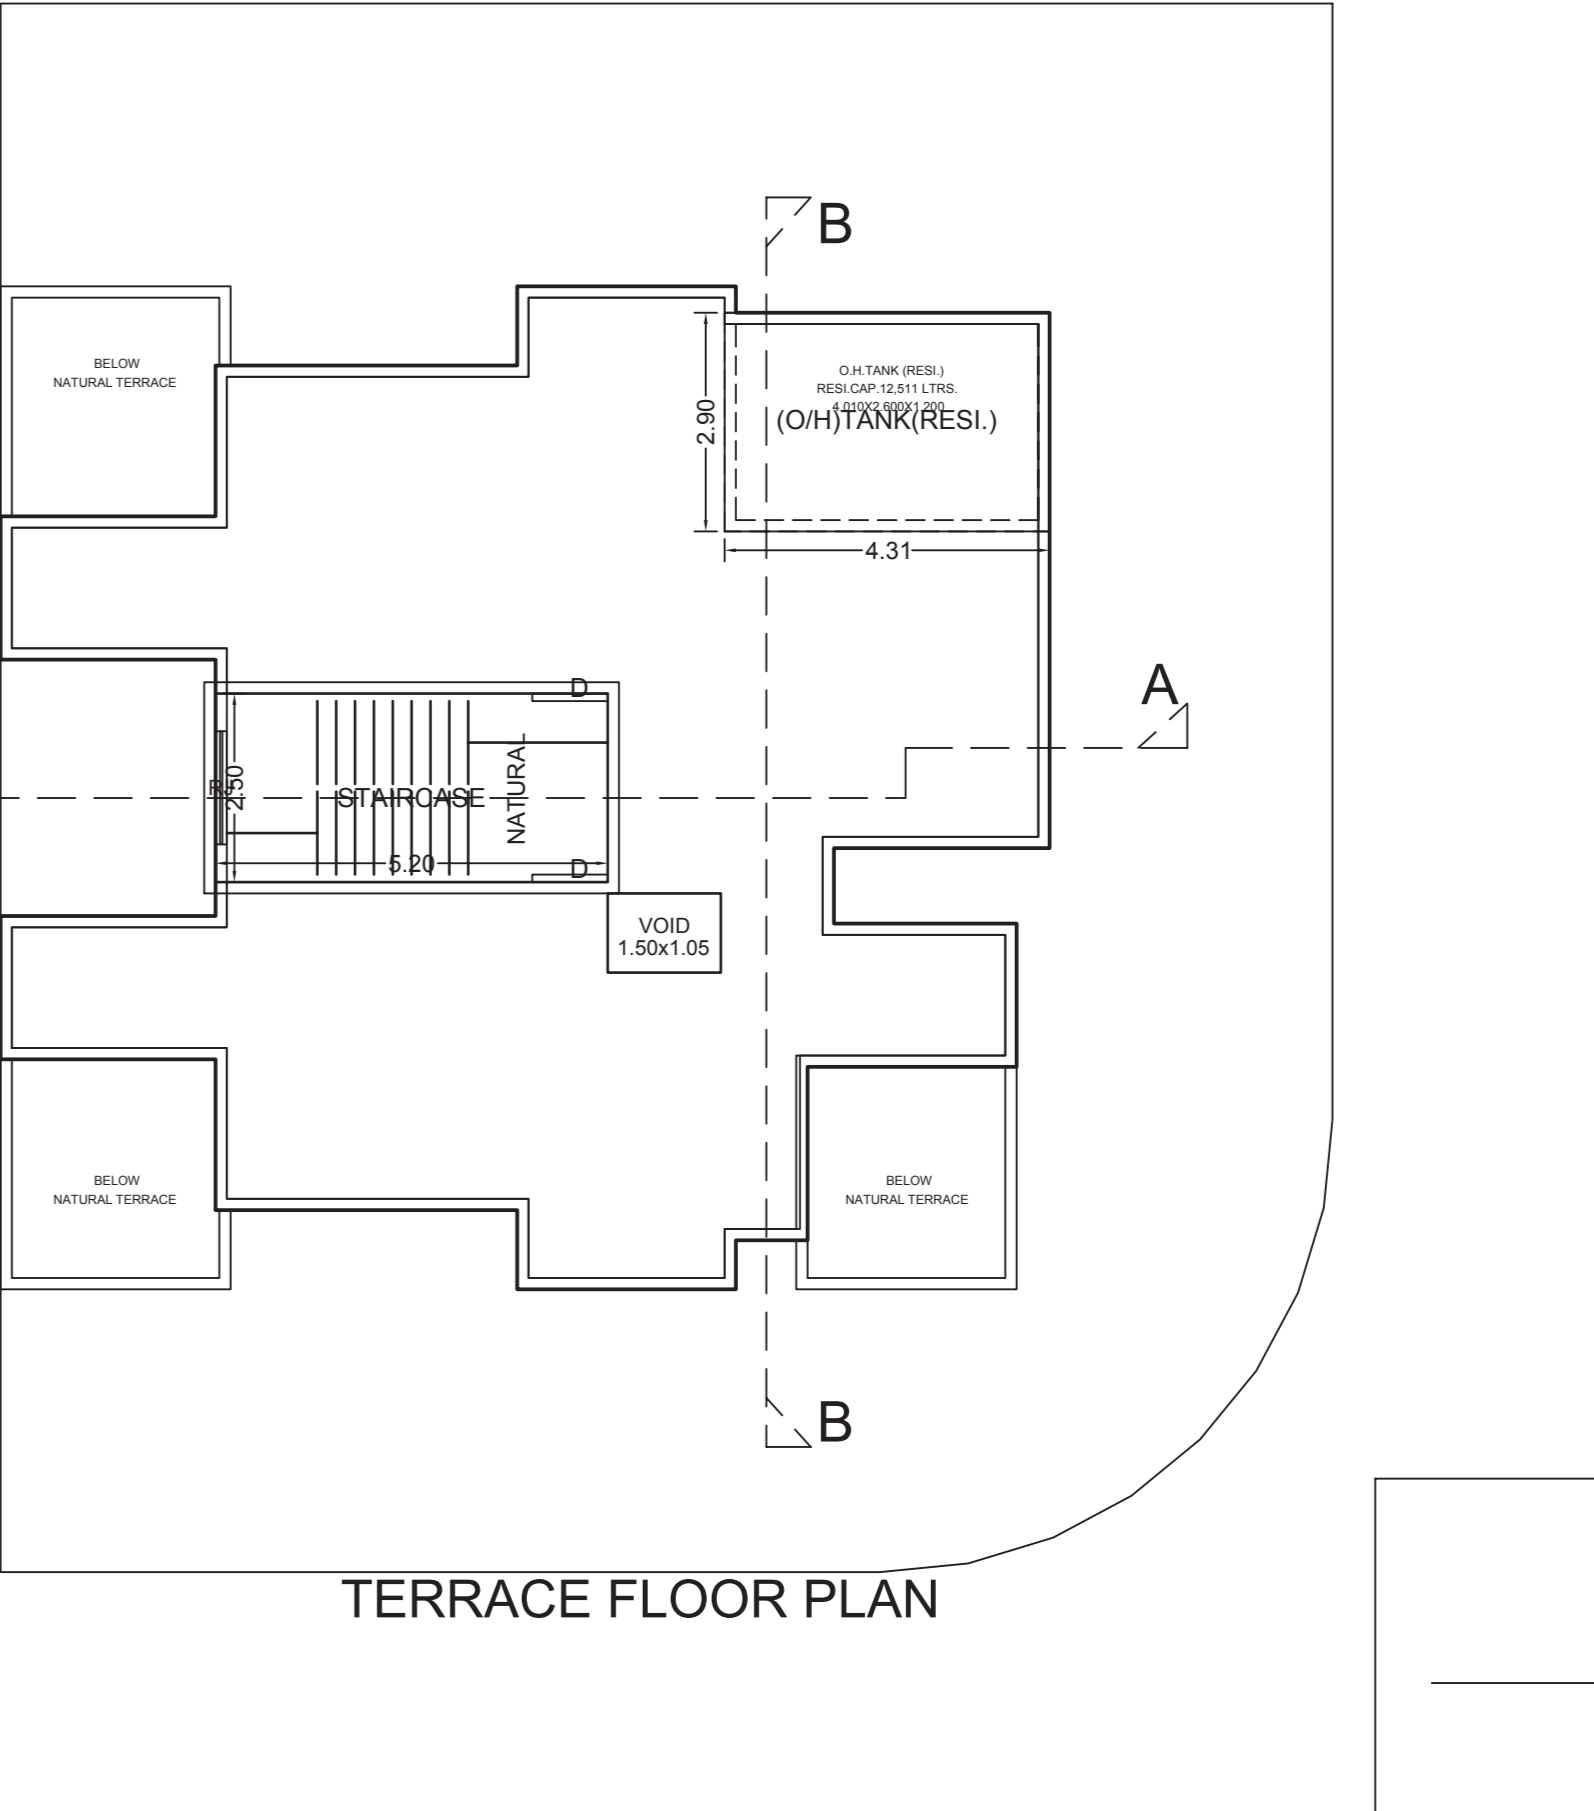 B
BELOW
NATURAL TERRACE
O.H.TANK (RESI.)
RESI.CAP.12,511 LTRS.
4.010X2.600X1.200
(O/H)TANK(RESI.)
2.90
4.31
A
D
2.50
STAIRCASE
NATURAL
5.20
D
VOID
1.50x1.05
BELOW
NATURAL TERRACE
BELOW
NATURAL TERRACE
B
TERRACE FLOOR PLAN